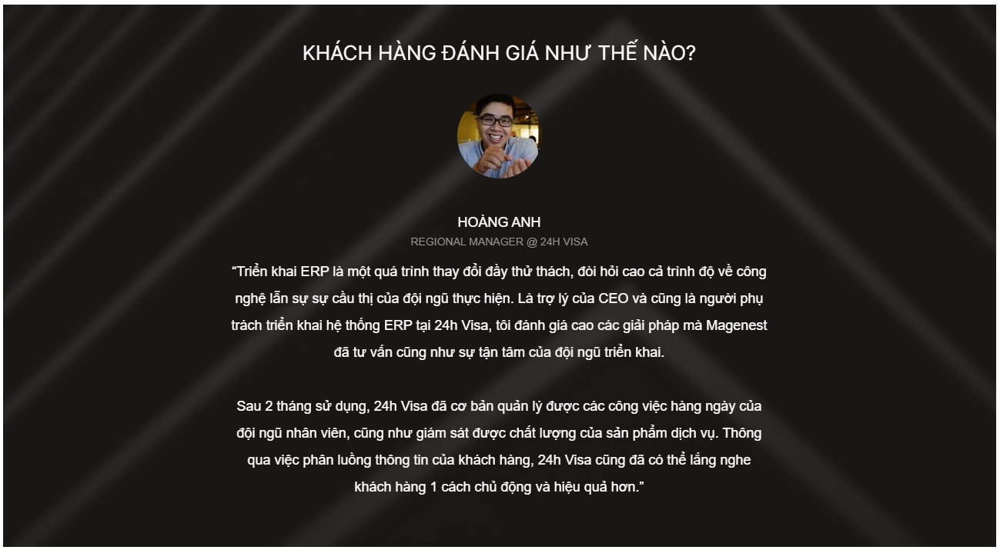 KHÁCH HÀNG ĐÁNH GIÁ NHƯ THẾ NÀO?
HOÀNG ANH
REGIONAL MANAGER @ 24H VISA
“Triển khai ERP là một quá trình thay đổi đầy thử thách, đòi hỏi cao cả trình độ về công
nghệ lẫn sự sự cầu thị của đội ngũ thực hiện. Là trợ lý của CEO và cũng là người phụ
trách triển khai hệ thống ERP tại 24h Visa, tôi đánh giá cao các giải pháp mà Magenest
đã tư vấn cũng như sự tận tâm của đội ngũ triển khai.
Sau 2 tháng sử dụng, 24h Visa đã cơ bản quản lý được các công việc hàng ngày của
đội ngũ nhân viên, cũng như giám sát được chất lượng của sản phẩm dịch vụ. Thông
qua việc phân luồng thông tin của khách hàng, 24h Visa cũng đã có thể lắng nghe
khách hàng 1 cách chủ động và hiệu quả hơn.”